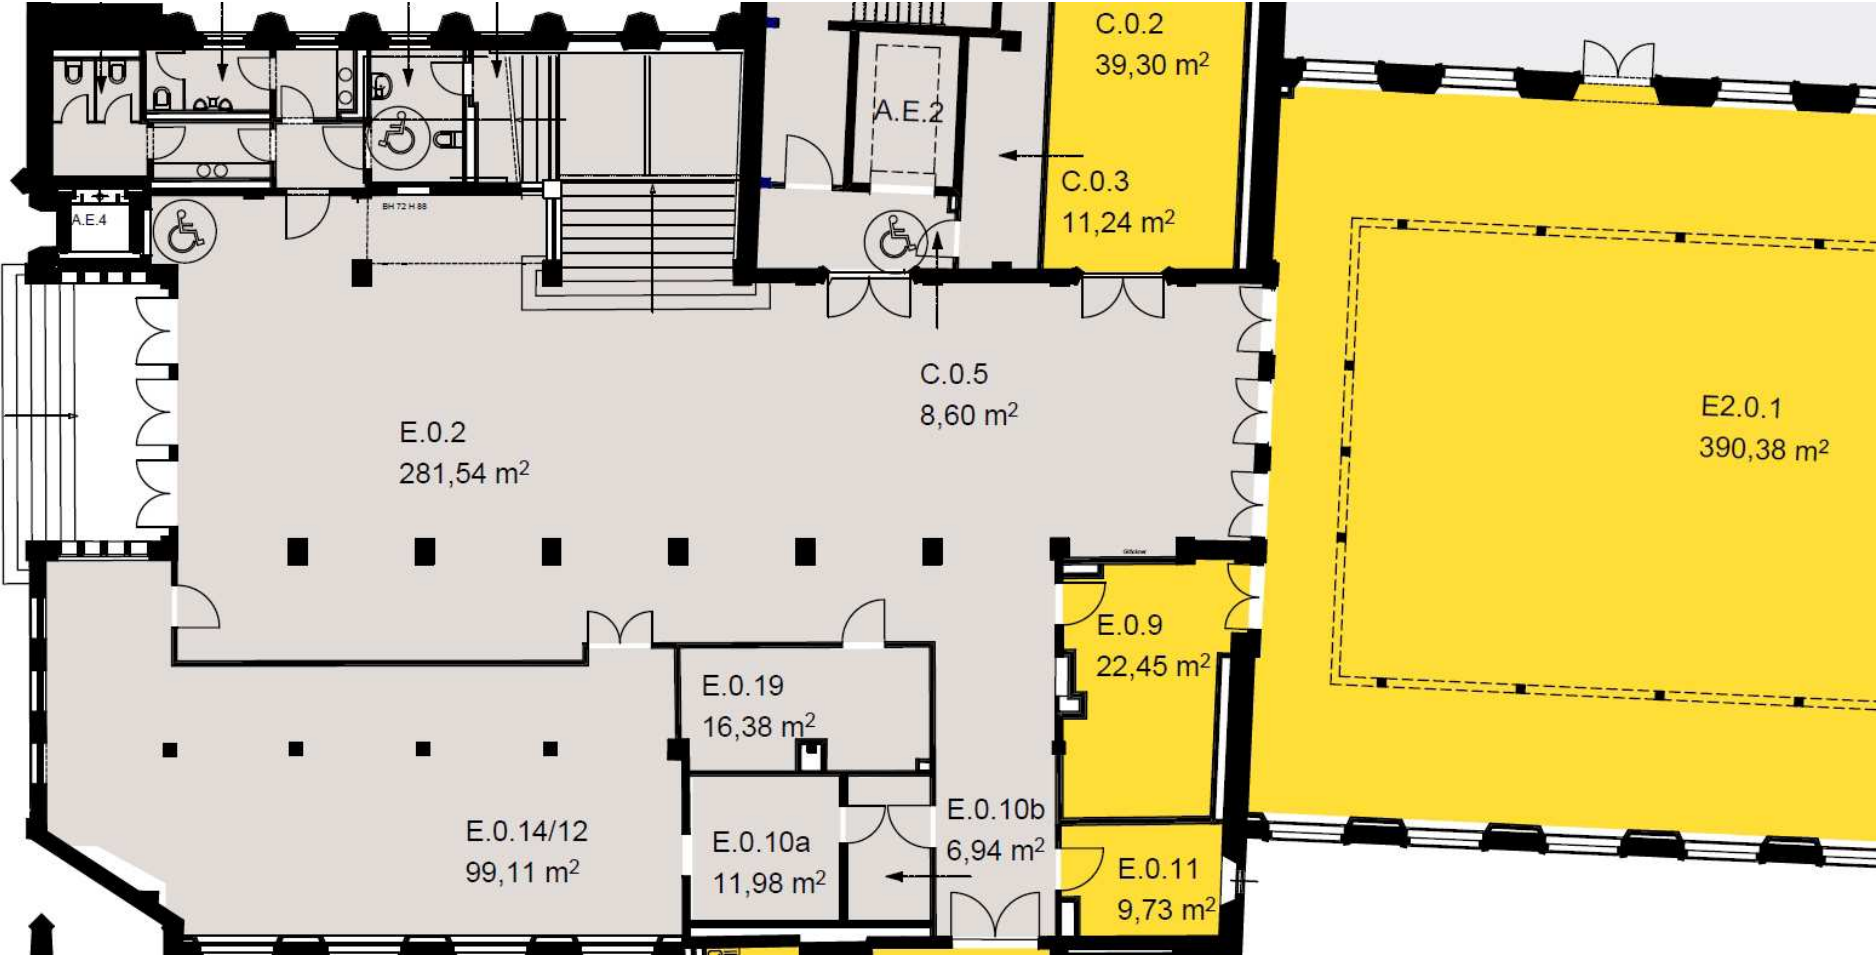 C.0.2
39,30 m²
A.E.2
C.0.3
11,24 m²
A.E.4
BH 72 H 88
C.0.5
8,60 m²
E.0.2
281,54 m²
E2.0.1
390,38 m²
E.0.9
22,45 m²
E.0.19
16,38 m²
E.0.14/12
99,11 m²
E.0.10a
11,98 m²
E.0.10b
6,94 m²
E.0.11
9,73 m²